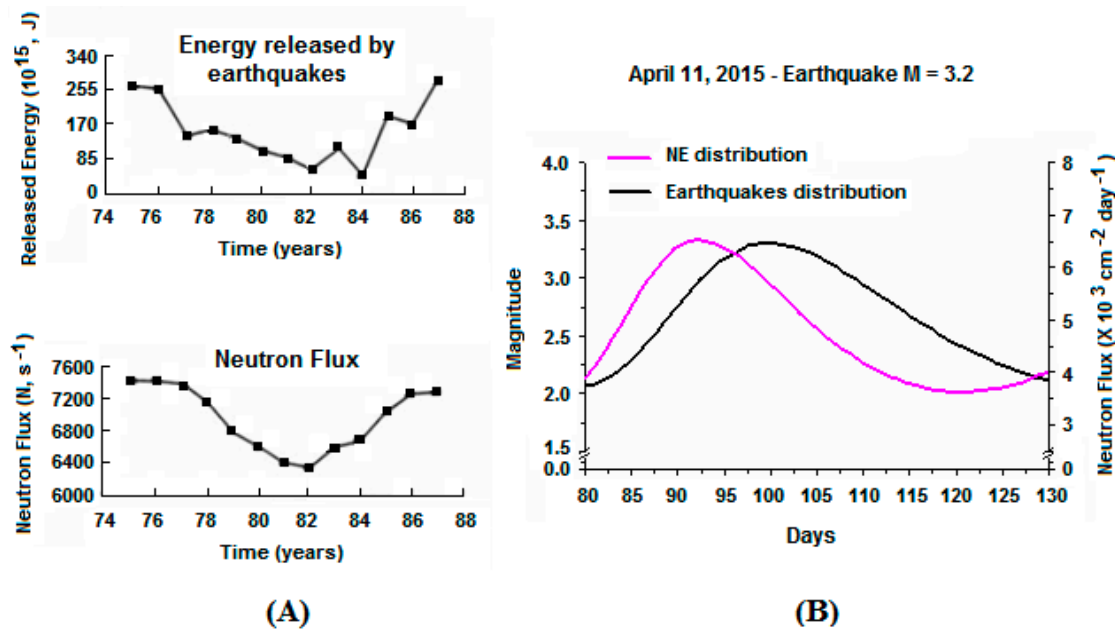 Energy released by
earthquakes
Released Energy (10¹⁵, J)
340
255
170
85
0
74 76 78 80 82 84 86 88
Time (years)
Neutron Flux
Neutron Flux (N, s⁻¹)
7600
7200
6800
6400
6000
74 76 78 80 82 84 86 88
Time (years)
(A)
April 11, 2015 - Earthquake M = 3.2
NE distribution
Earthquakes distribution
Magnitude
4.0
3.5
3.0
2.5
2.0
1.5
0.0
8
7
6
5
4
3
0
Neutron Flux (X 10³ cm⁻² day⁻¹)
80 85 90 95 100 105 110 115 120 125 130
Days
(B)